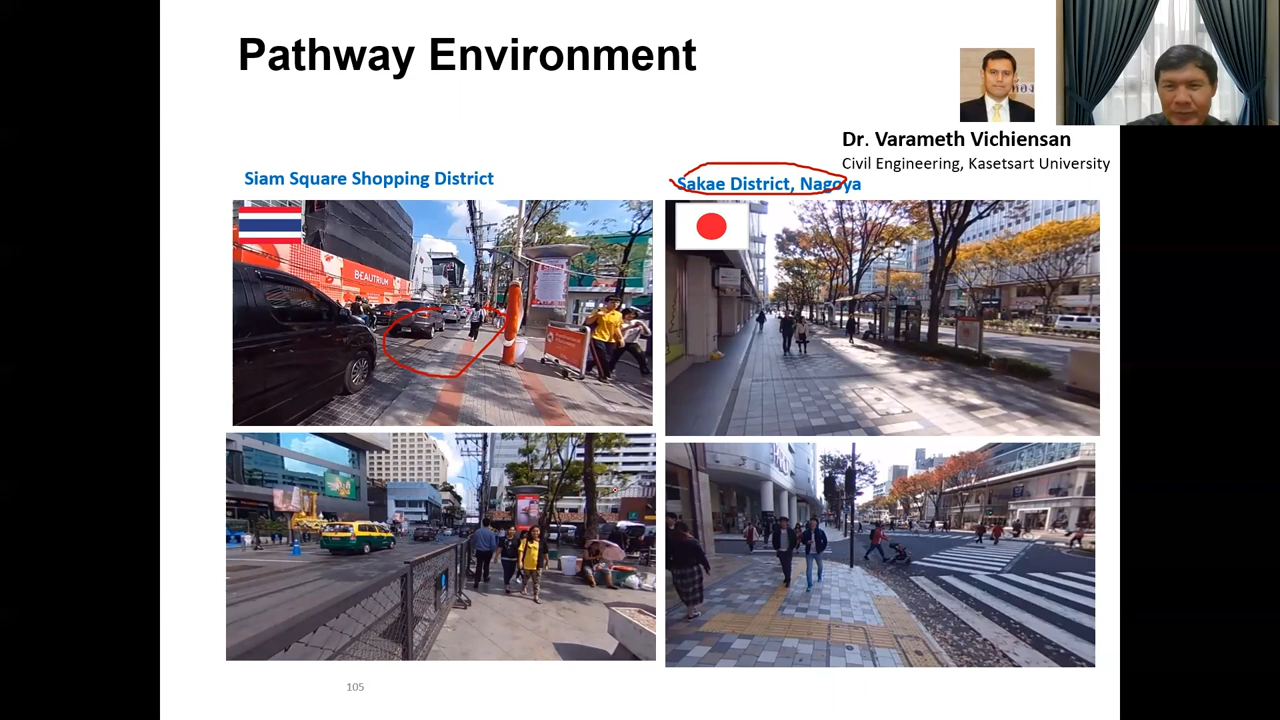 Pathway Environment
Dr. Varameth Vichiensan
Civil Engineering, Kasetsart University
Siam Square Shopping District
Sakae District, Nagoya
BEAUTRIUM
105